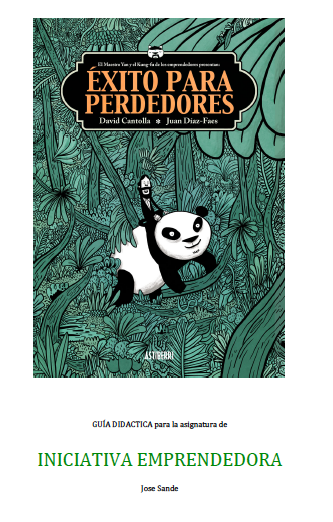 El Maestro Yan y el Kung-fu de los emprendedores presentan:
ÉXITO PARA
PERDEDORES
David Cantolla ✻ Juan Díaz-Faes
ASTIBERRI
GUÍA DIDACTICA para la asignatura de
INICIATIVA EMPRENDEDORA
Jose Sande